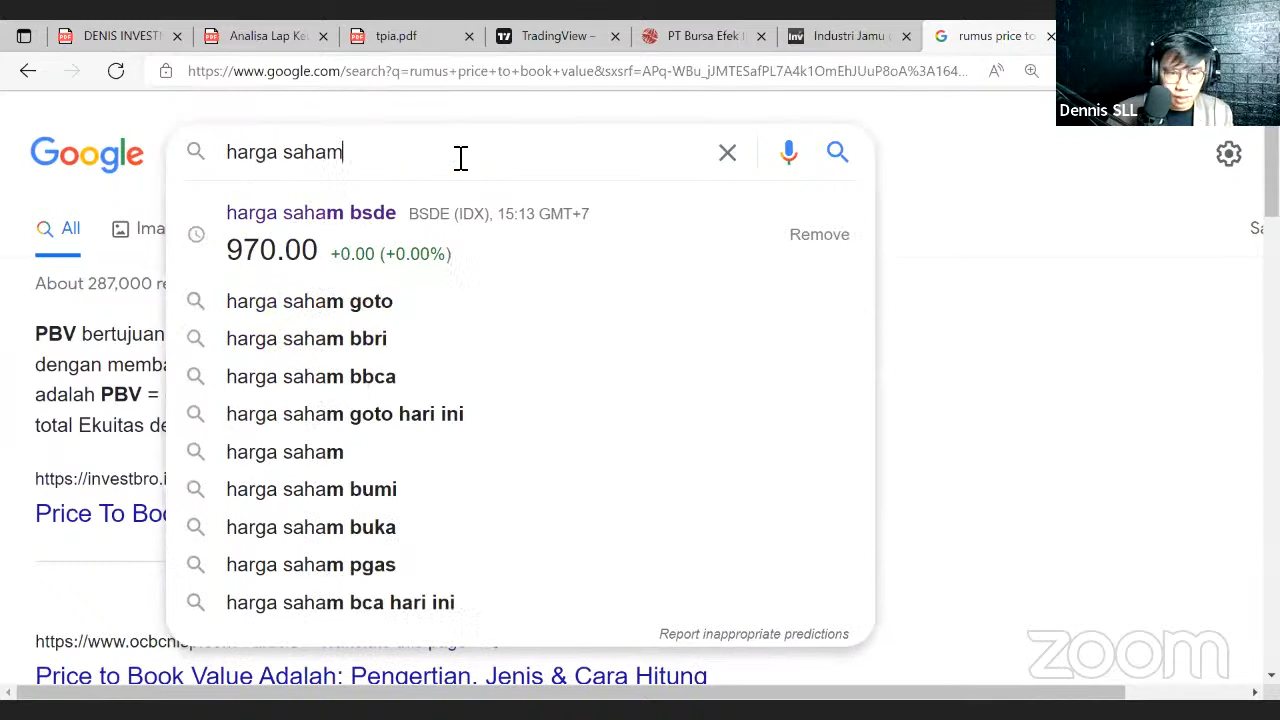 DENIS INVEST
Analisa Lap Ke
tpia.pdf
TradingView –
PT Bursa Efek
Industri Jamu
rumus price to
https://www.google.com/search?q=rumus+price+to+book+value&sxsrf=APq-WBu_jJMTESafPL7A4k1OmEhJUuP8oA%3A164...
Dennis SLL
Google
harga saham
All
Ima
Sa
harga saham bsde BSDE (IDX), 15:13 GMT+7
970.00 +0.00 (+0.00%)
Remove
About 287,000 re
harga saham goto
PBV bertujuan
harga saham bbri
dengan memba
harga saham bbca
adalah PBV =
harga saham goto hari ini
total Ekuitas de
harga saham
https://investbro.i
harga saham bumi
Price To Boo
harga saham buka
harga saham pgas
harga saham bca hari ini
Report inappropriate predictions
https://www.ocbcnisp
Price to Book Value Adalah: Pengertian, Jenis & Cara Hitung
zoom